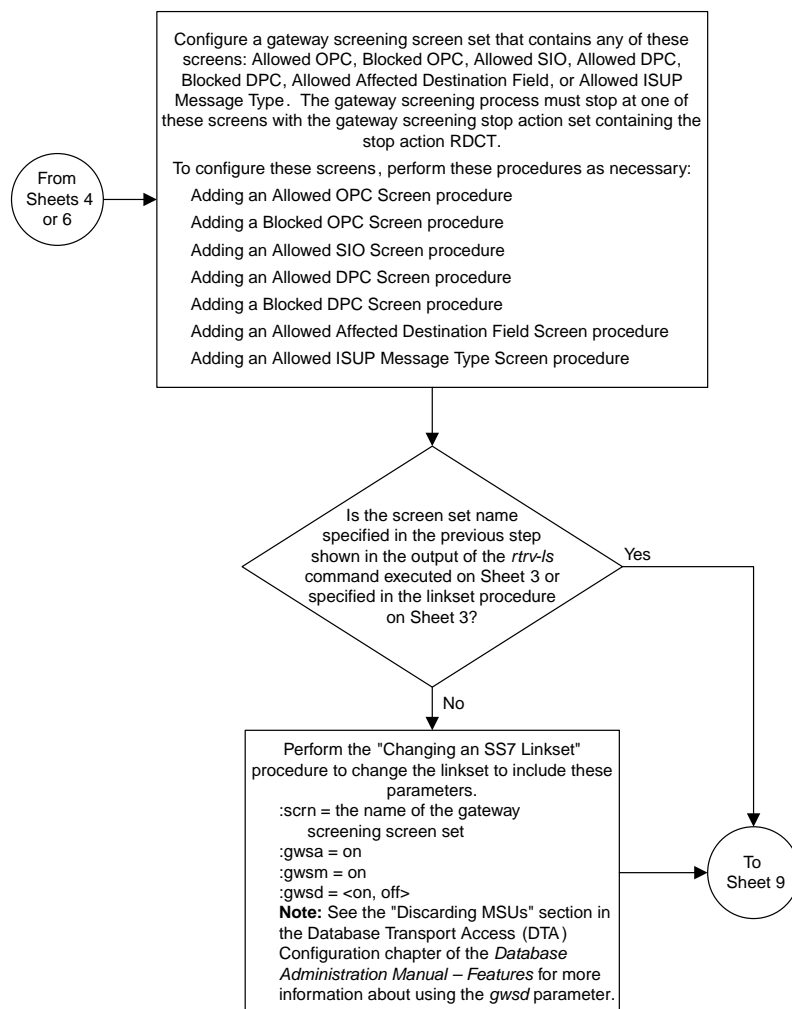 Configure a gateway screening screen set that contains any of these
screens: Allowed OPC, Blocked OPC, Allowed SIO, Allowed DPC,
Blocked DPC, Allowed Affected Destination Field, or Allowed ISUP
Message Type. The gateway screening process must stop at one of
these screens with the gateway screening stop action set containing the
stop action RDCT.
To configure these screens, perform these procedures as necessary:
Adding an Allowed OPC Screen procedure
Adding a Blocked OPC Screen procedure
Adding an Allowed SIO Screen procedure
Adding an Allowed DPC Screen procedure
Adding a Blocked DPC Screen procedure
Adding an Allowed Affected Destination Field Screen procedure
Adding an Allowed ISUP Message Type Screen procedure
From
Sheets 4
or 6
Is the screen set name
specified in the previous step
shown in the output of the rtrv-ls
command executed on Sheet 3 or
specified in the linkset procedure
on Sheet 3?
Yes
No
Perform the "Changing an SS7 Linkset"
procedure to change the linkset to include these
parameters.
:scrn = the name of the gateway
screening screen set
:gwsa = on
:gwsm = on
:gwsd = <on, off>
Note: See the "Discarding MSUs" section in
the Database Transport Access (DTA)
Configuration chapter of the Database
Administration Manual – Features for more
information about using the gwsd parameter.
To
Sheet 9